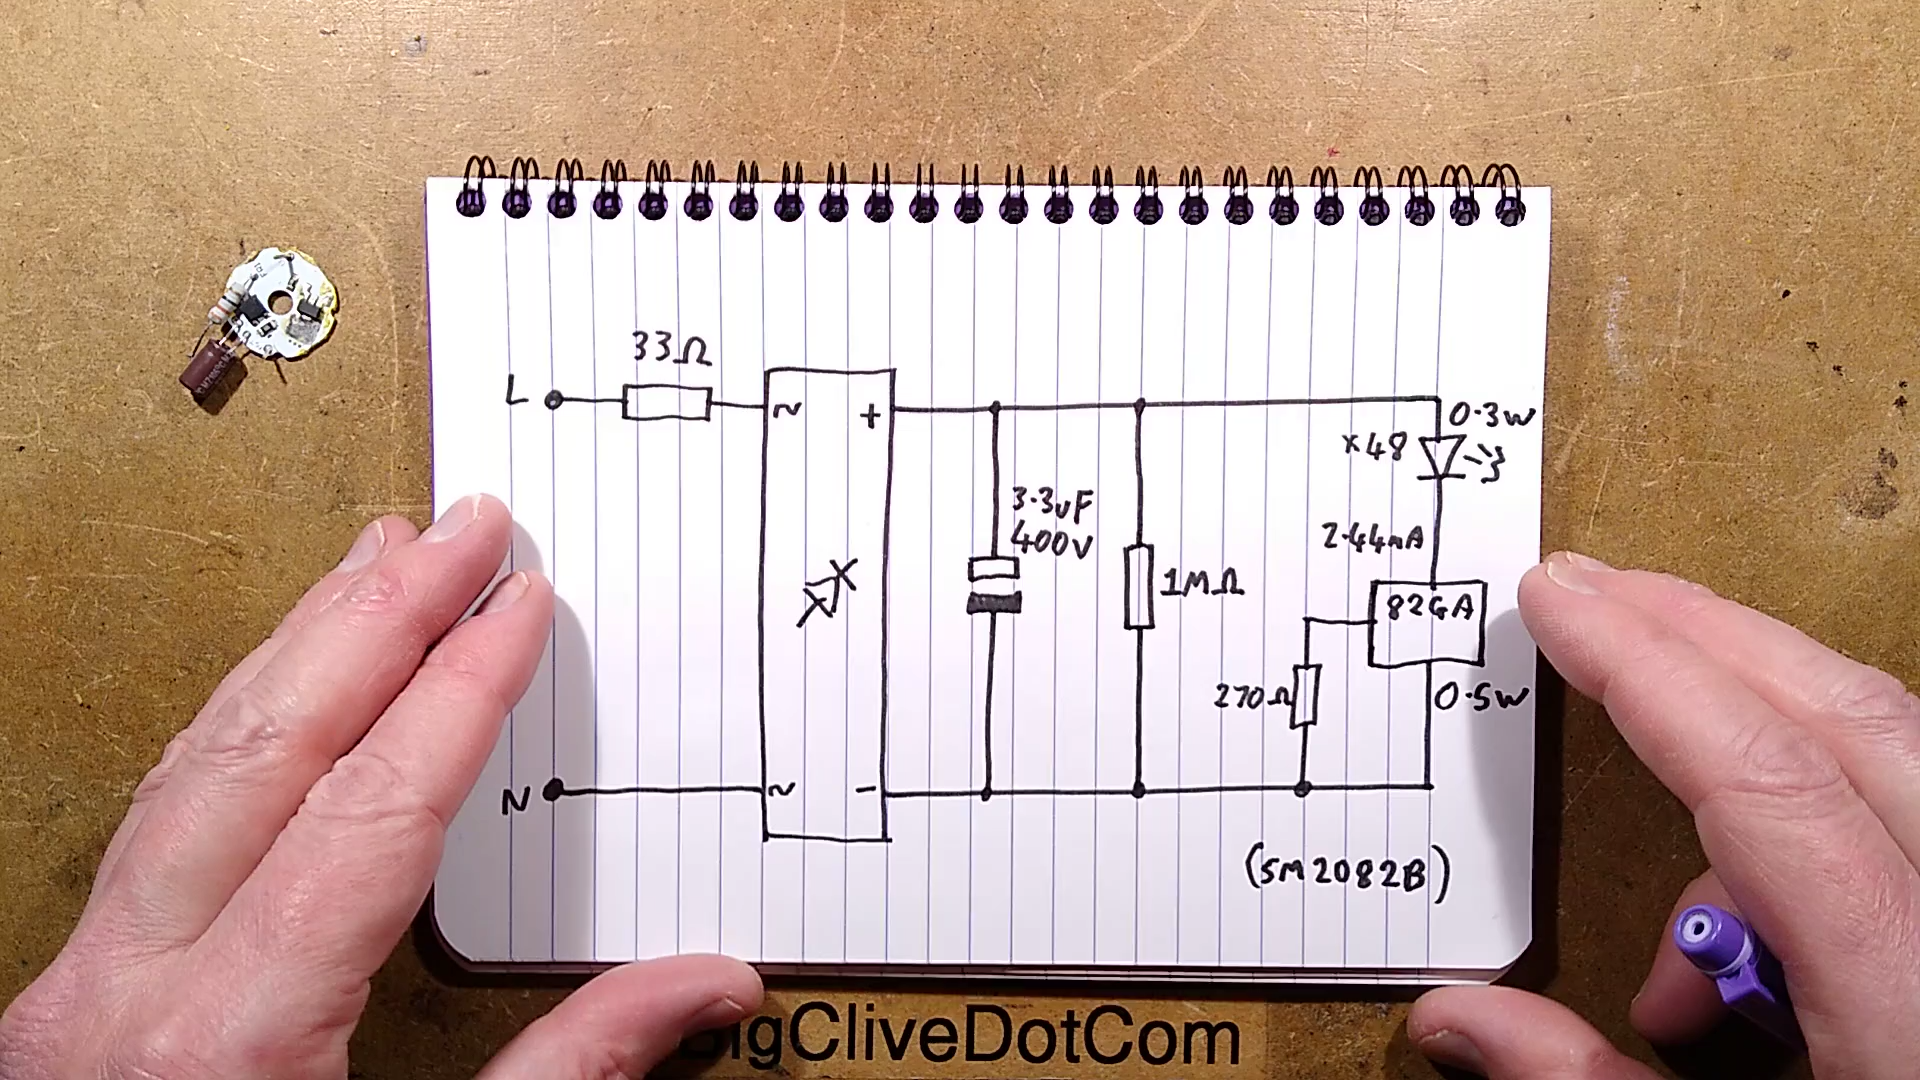 33Ω
L
~
+
0.3W
x48
3.3uF
400V
2.44mA
1MΩ
82GA
270Ω
0.5W
N
~
-
(SM2082B)
BigCliveDotCom